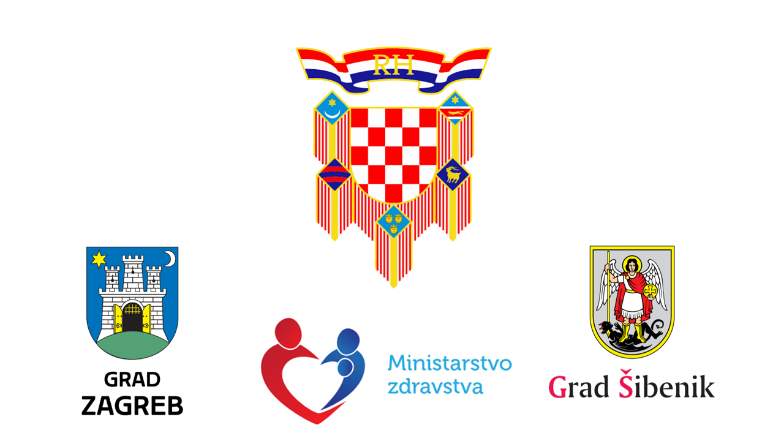 RH
GRAD
ZAGREB
Ministarstvo
zdravstva
Grad Šibenik